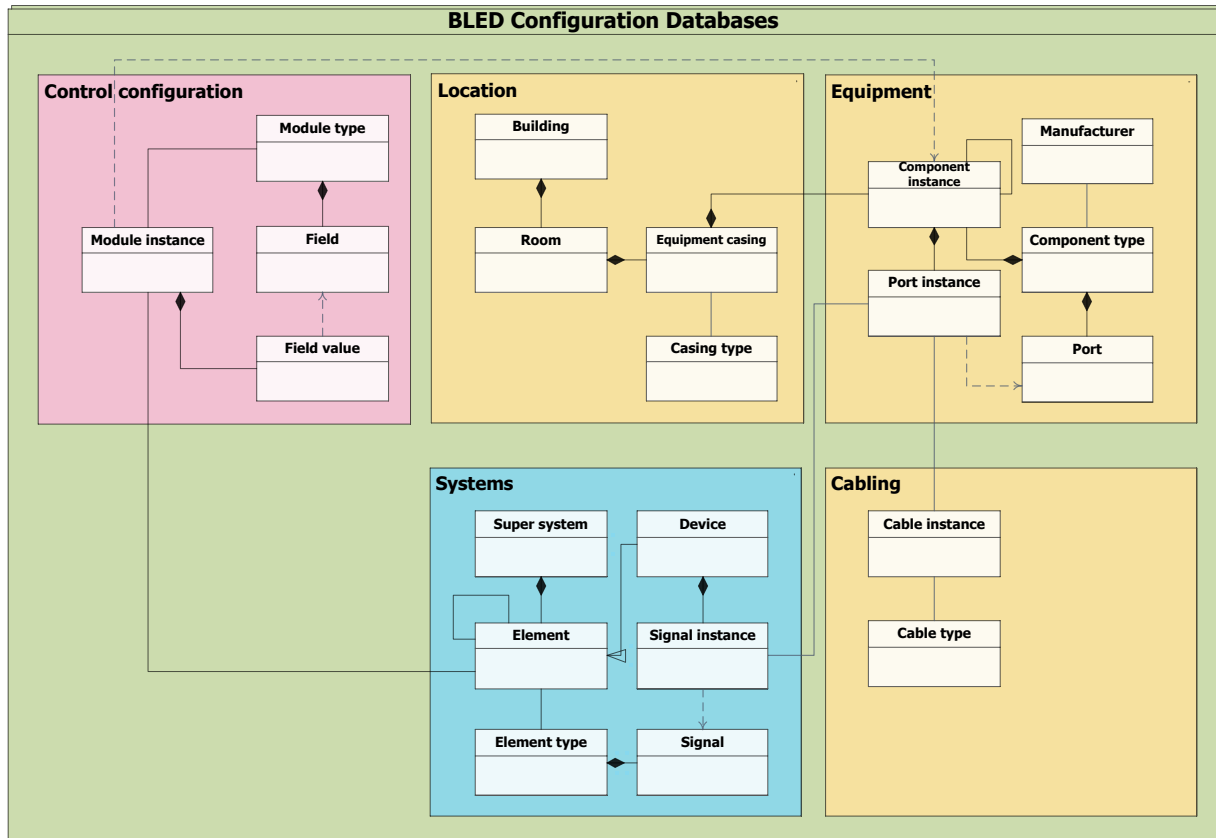 BLED Configuration Databases
Control configuration
Module type
Module instance
Field
Field value
Location
Building
Room
Equipment casing
Casing type
Equipment
Component
instance
Manufacturer
Component type
Port instance
Port
Systems
Super system
Device
Element
Signal instance
Element type
Signal
Cabling
Cable instance
Cable type